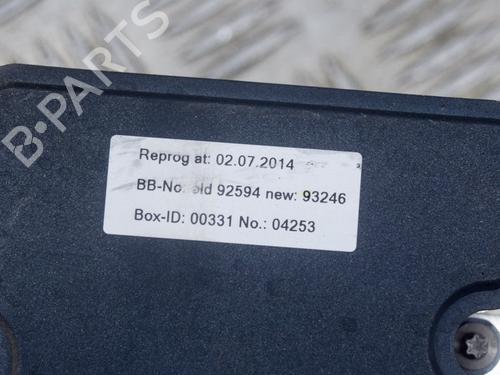 B-PARTS
Reprog at: 02.07.2014
BB-No: old 92594 new: 93246
Box-ID: 00331 No.: 04253